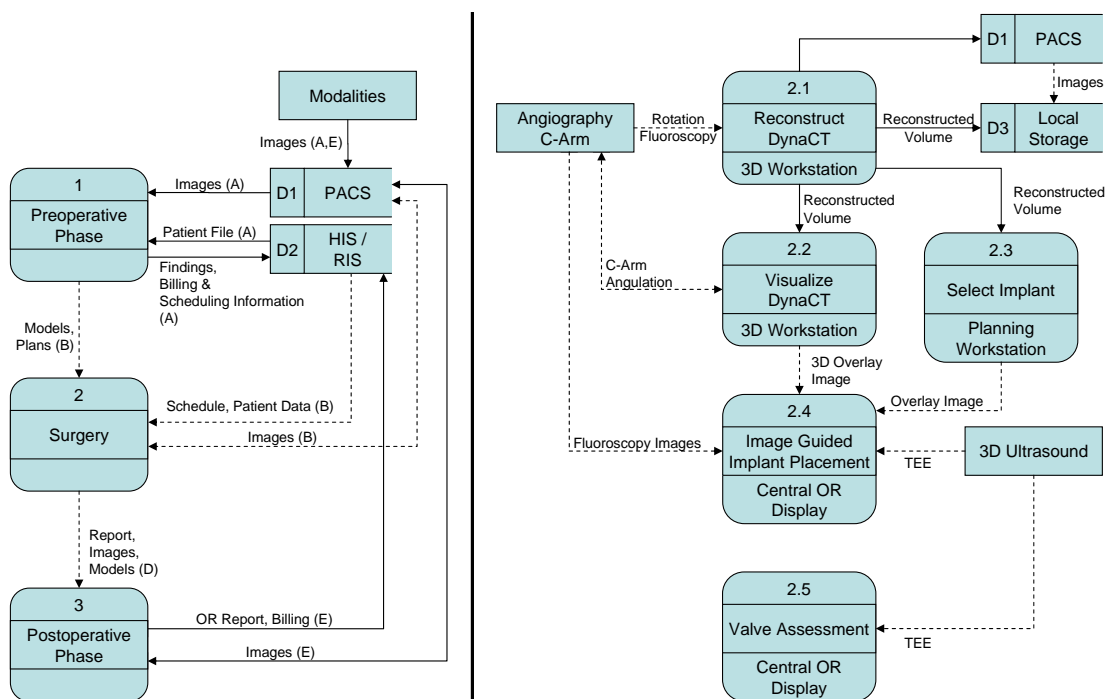 Modalities
Images (A,E)
D1
PACS
Images (A)
1
Preoperative
Phase
Patient File (A)
D2
HIS /
RIS
Findings,
Billing &
Scheduling Information
(A)
Models,
Plans (B)
2
Surgery
Schedule, Patient Data (B)
Images (B)
Report,
Images,
Models (D)
3
Postoperative
Phase
OR Report, Billing (E)
Images (E)
D1
PACS
Images
D3
Local
Storage
2.1
Reconstruct
DynaCT
3D Workstation
Angiography
C-Arm
Rotation
Fluoroscopy
Reconstructed
Volume
Reconstructed
Volume
Reconstructed
Volume
2.2
Visualize
DynaCT
3D Workstation
C-Arm
Angulation
2.3
Select Implant
Planning
Workstation
3D Overlay
Image
Overlay Image
2.4
Image Guided
Implant Placement
Central OR
Display
Fluoroscopy Images
TEE
3D Ultrasound
2.5
Valve Assessment
Central OR
Display
TEE